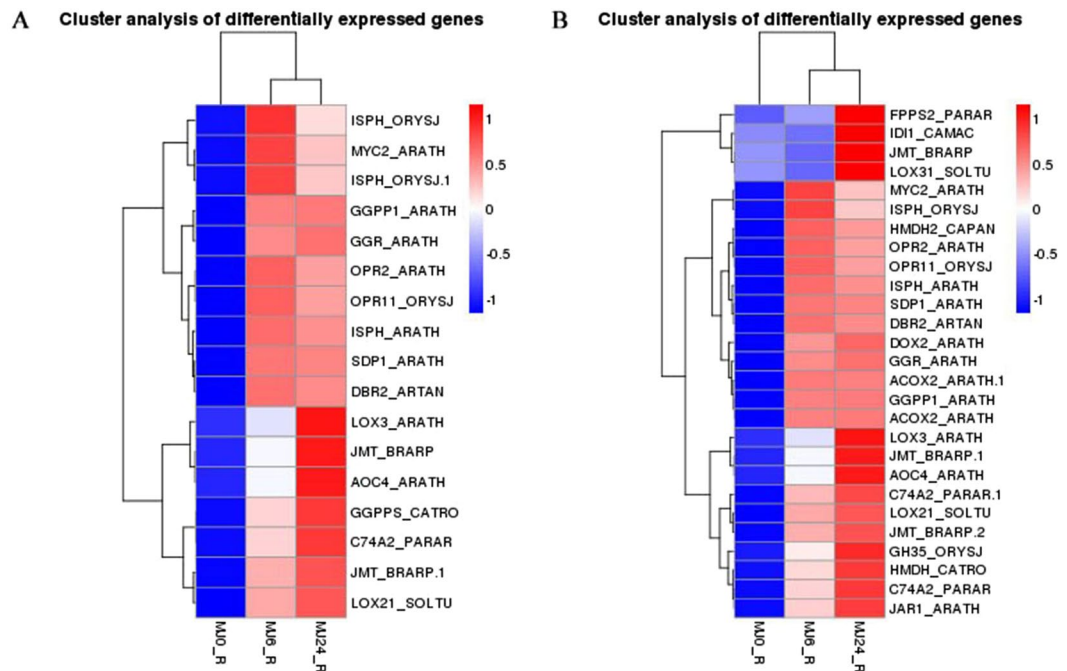 A
Cluster analysis of differentially expressed genes
ISPH_ORYSJ
MYC2_ARATH
ISPH_ORYSJ.1
GGPP1_ARATH
GGR_ARATH
OPR2_ARATH
OPR11_ORYSJ
ISPH_ARATH
SDP1_ARATH
DBR2_ARTAN
LOX3_ARATH
JMT_BRARP
AOC4_ARATH
GGPPS_CATRO
C74A2_PARAR
JMT_BRARP.1
LOX21_SOLTU
1
0.5
0
-0.5
-1
MJ0_R
MJ6_R
MJ24_R
B
Cluster analysis of differentially expressed genes
FPPS2_PARAR
IDI1_CAMAC
JMT_BRARP
LOX31_SOLTU
MYC2_ARATH
ISPH_ORYSJ
HMDH2_CAPAN
OPR2_ARATH
OPR11_ORYSJ
ISPH_ARATH
SDP1_ARATH
DBR2_ARTAN
DOX2_ARATH
GGR_ARATH
ACOX2_ARATH.1
GGPP1_ARATH
ACOX2_ARATH
LOX3_ARATH
JMT_BRARP.1
AOC4_ARATH
C74A2_PARAR.1
LOX21_SOLTU
JMT_BRARP.2
GH35_ORYSJ
HMDH_CATRO
C74A2_PARAR
JAR1_ARATH
1
0.5
0
-0.5
-1
MJ0_R
MJ6_R
MJ24_R